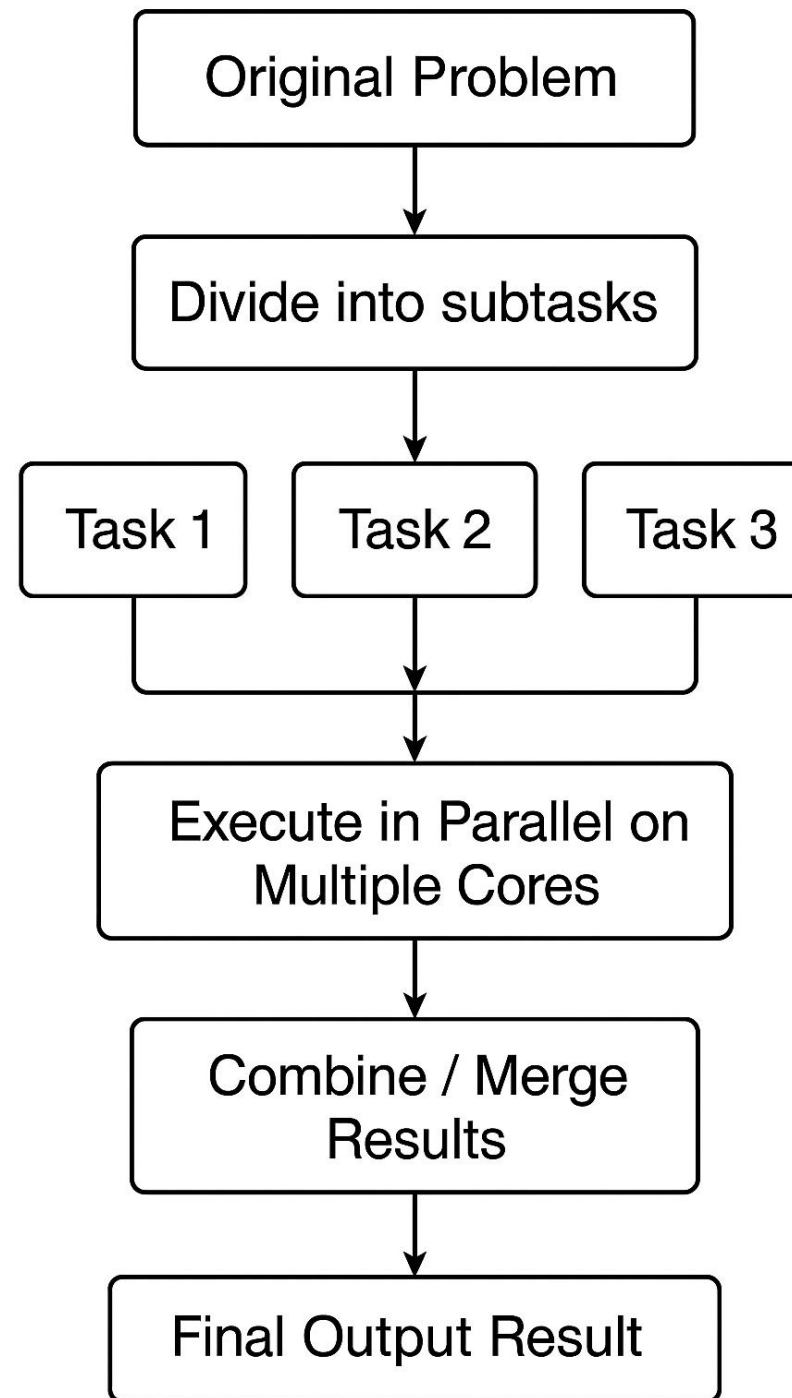 Original Problem
Divide into subtasks
Task 1
Task 2
Task 3
Execute in Parallel on
Multiple Cores
Combine / Merge
Results
Final Output Result